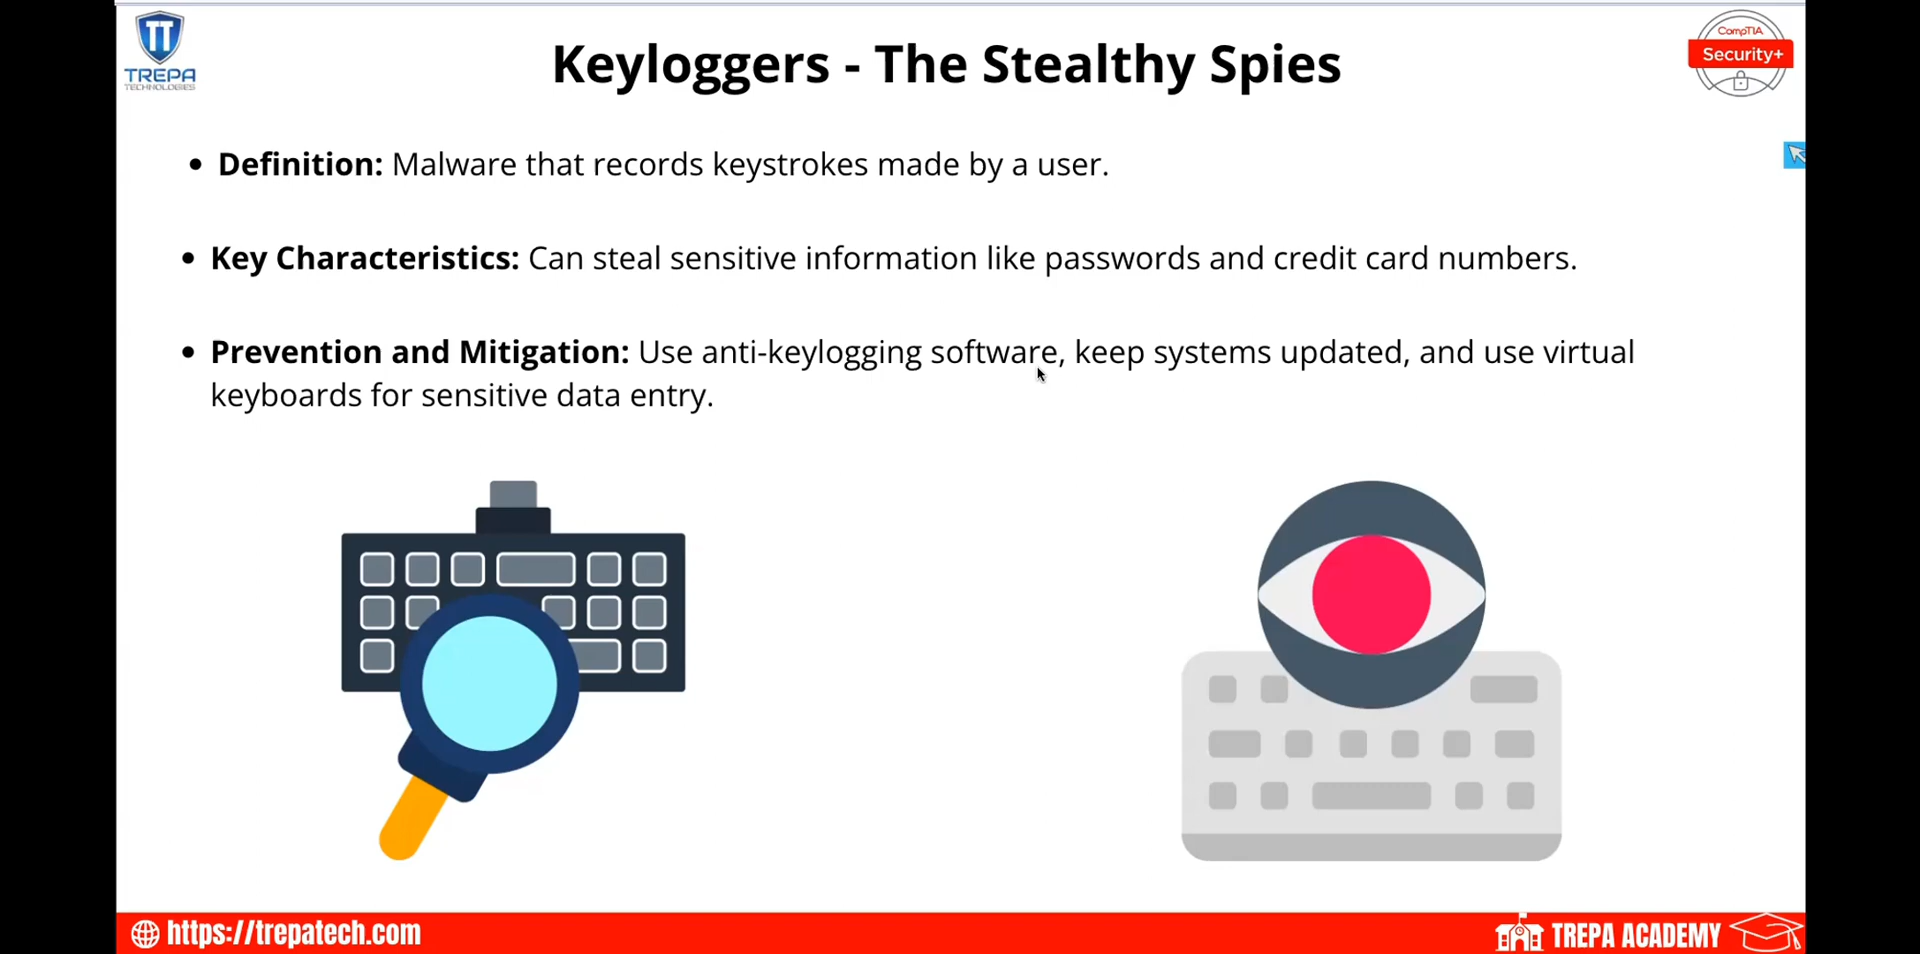 TREPA
TECHNOLOGIES
Keyloggers - The Stealthy Spies
CompTIA
Security+
• Definition: Malware that records keystrokes made by a user.
• Key Characteristics: Can steal sensitive information like passwords and credit card numbers.
• Prevention and Mitigation: Use anti-keylogging software, keep systems updated, and use virtual
keyboards for sensitive data entry.
https://trepatech.com
TREPA ACADEMY